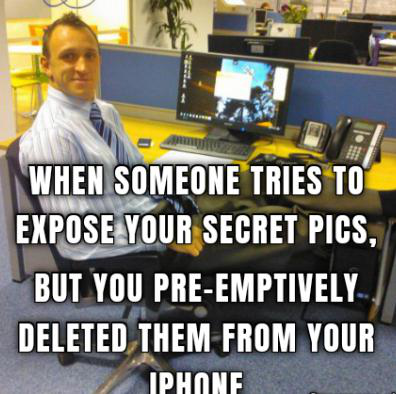 WHEN SOMEONE TRIES TO
EXPOSE YOUR SECRET PICS,
BUT YOU PRE-EMPTIVELY
DELETED THEM FROM YOUR
IPHONE